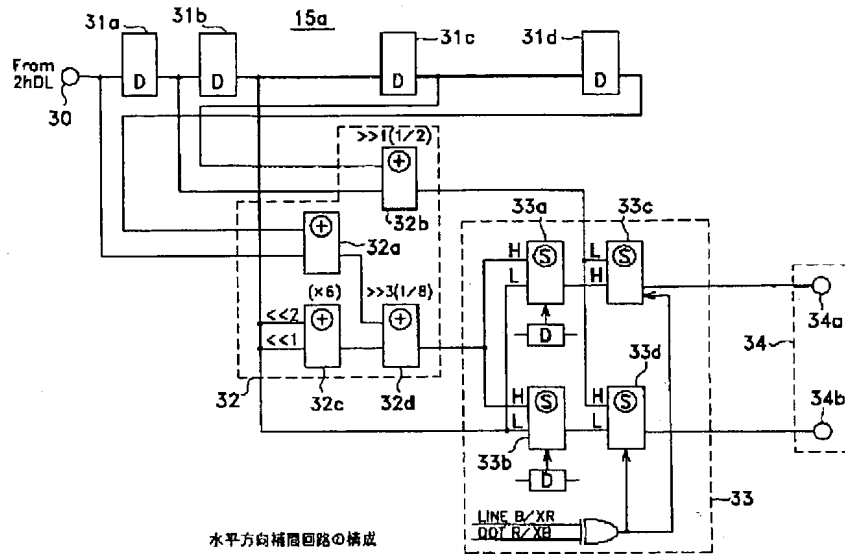 15a
31a
31b
31c
31d
From
2hDL
30
D
D
D
D
>>1(1/2)
+
32b
+
32a
(×6)
>>3(1/8)
<<2
<<1
+
+
32
32c
32d
33a
33c
H
L
S
L
H
S
D
33d
H
L
S
H
L
S
33b
D
34
34a
34b
33
LINE B/XR
DOT R/XB
水平方向補間回路の構成